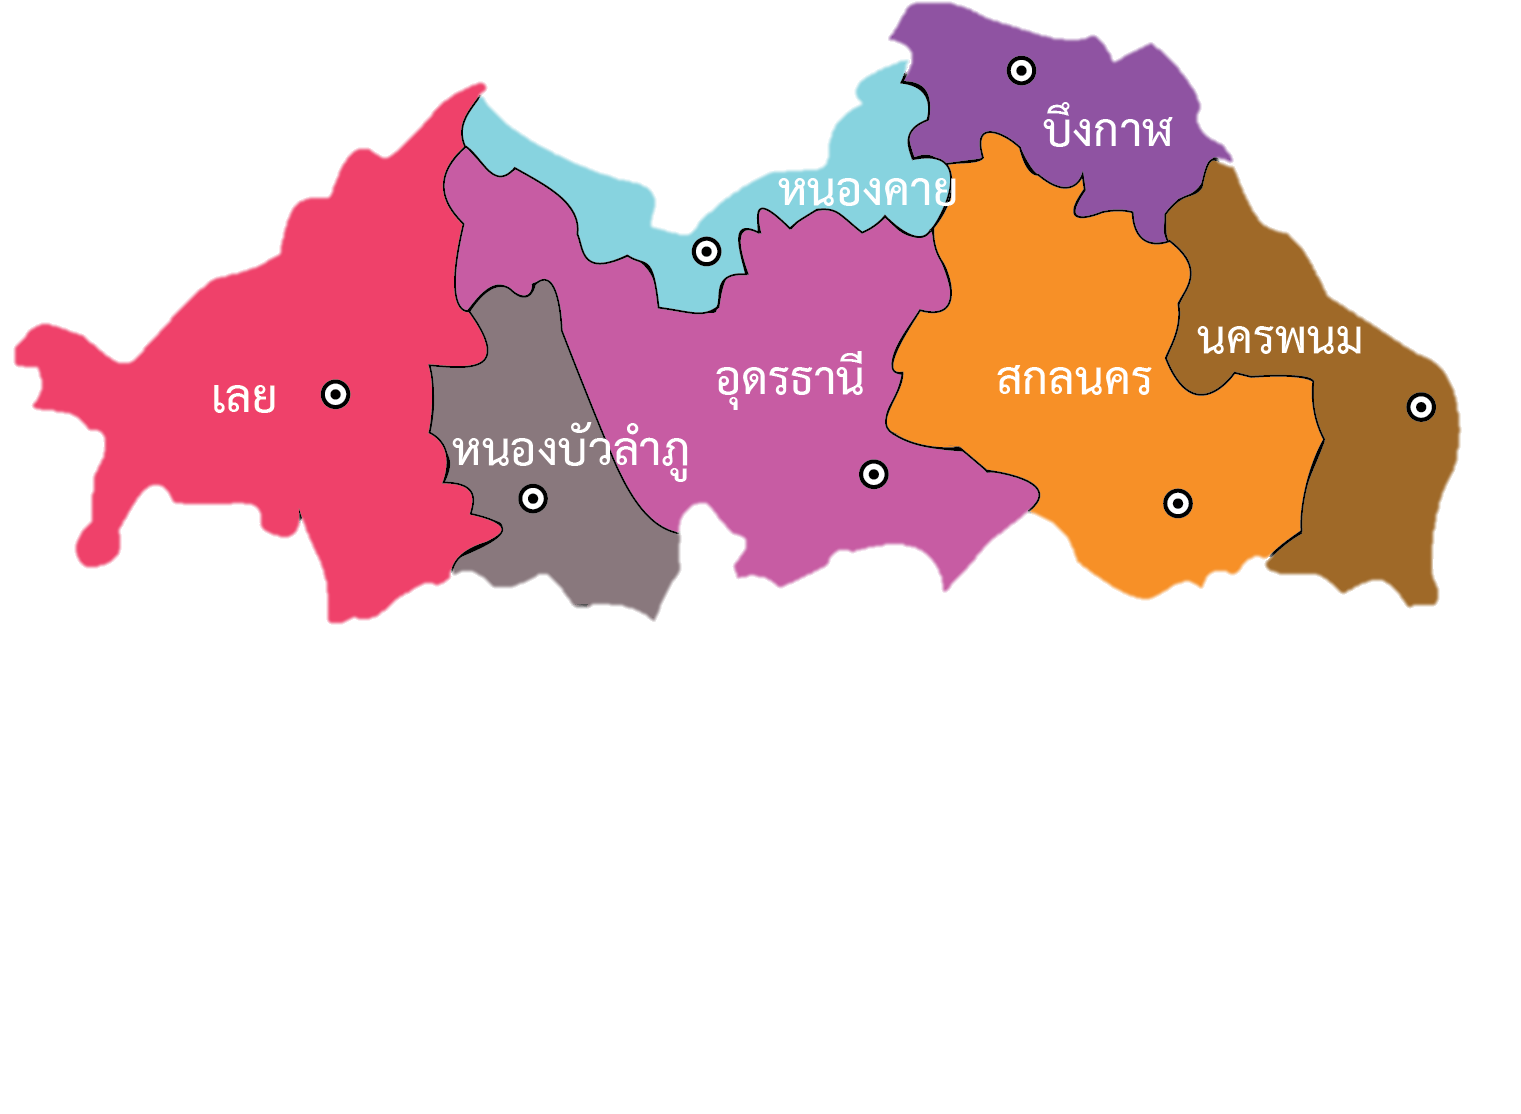 บึงกาฬ
หนองคาย
นครพนม
อุดรธานี
สกลนคร
เลย
หนองบัวลำภู